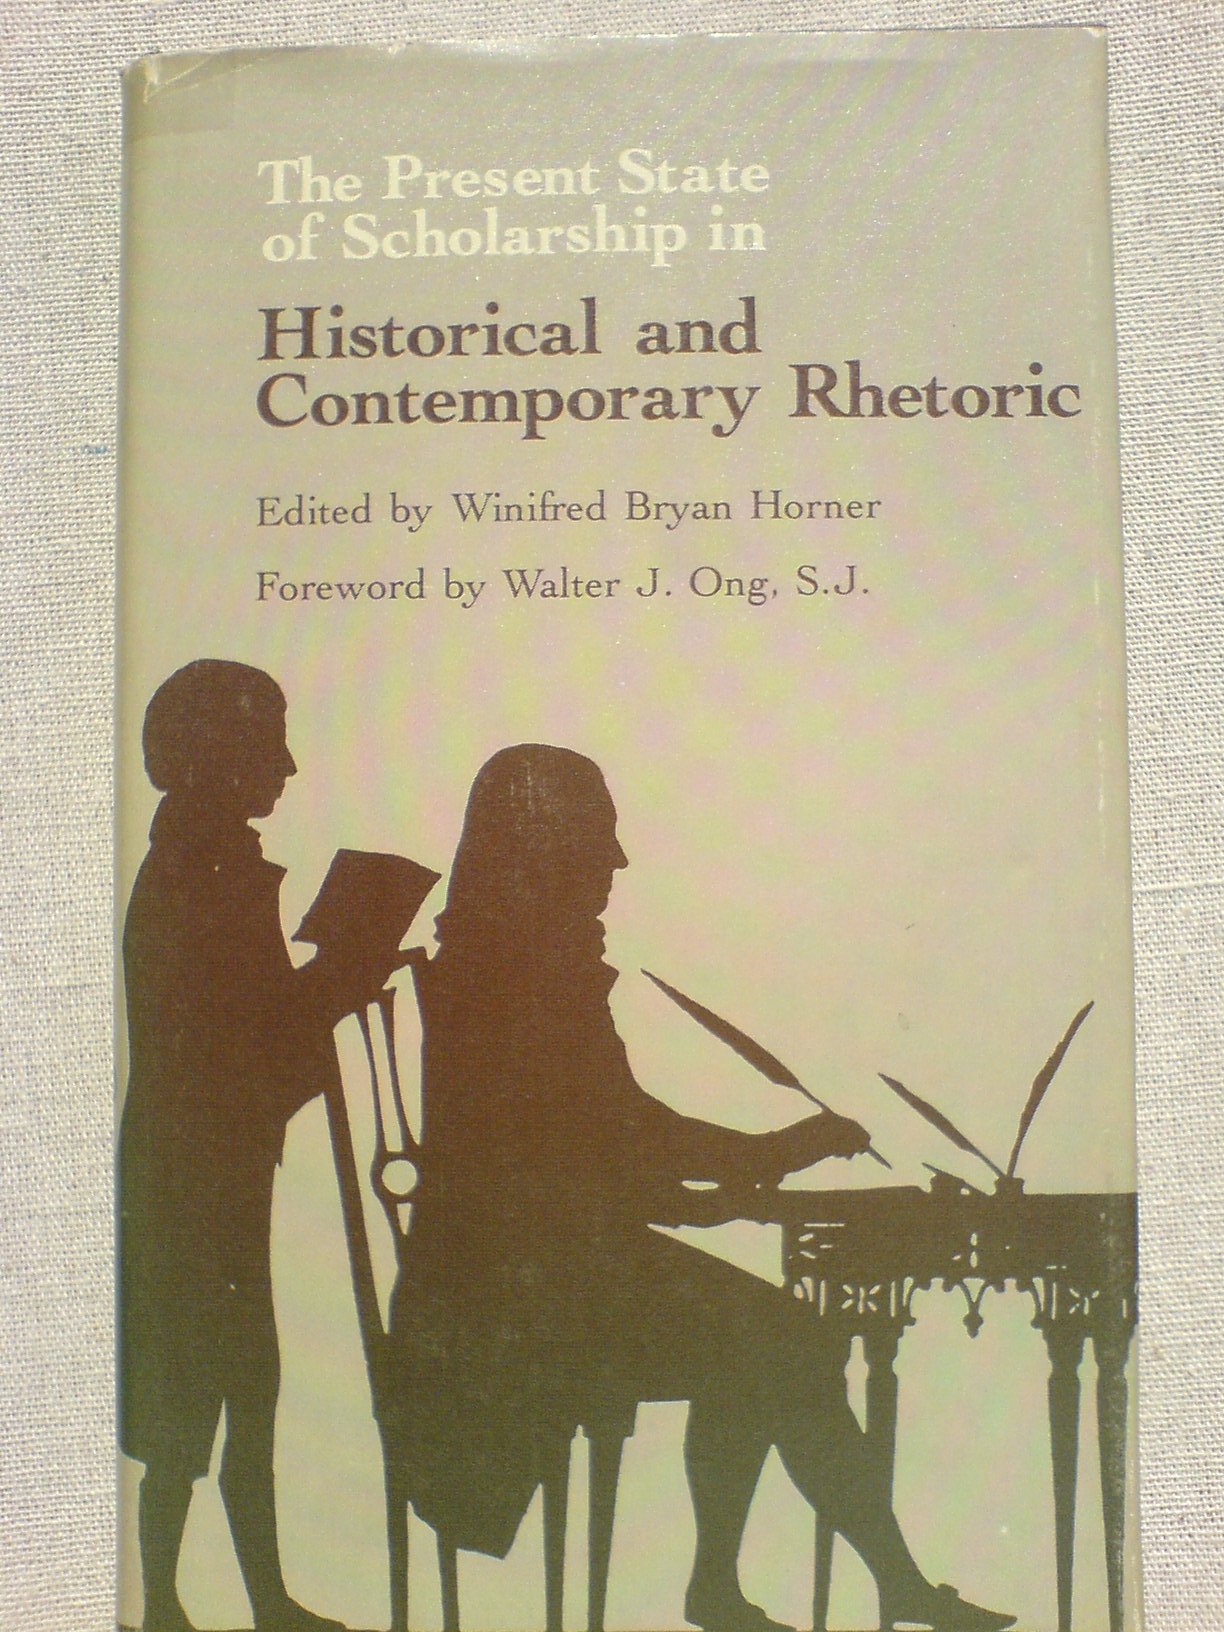 The Present State
of Scholarship in
Historical and
Contemporary Rhetoric
Edited by Winifred Bryan Horner
Foreword by Walter J. Ong, S.J.